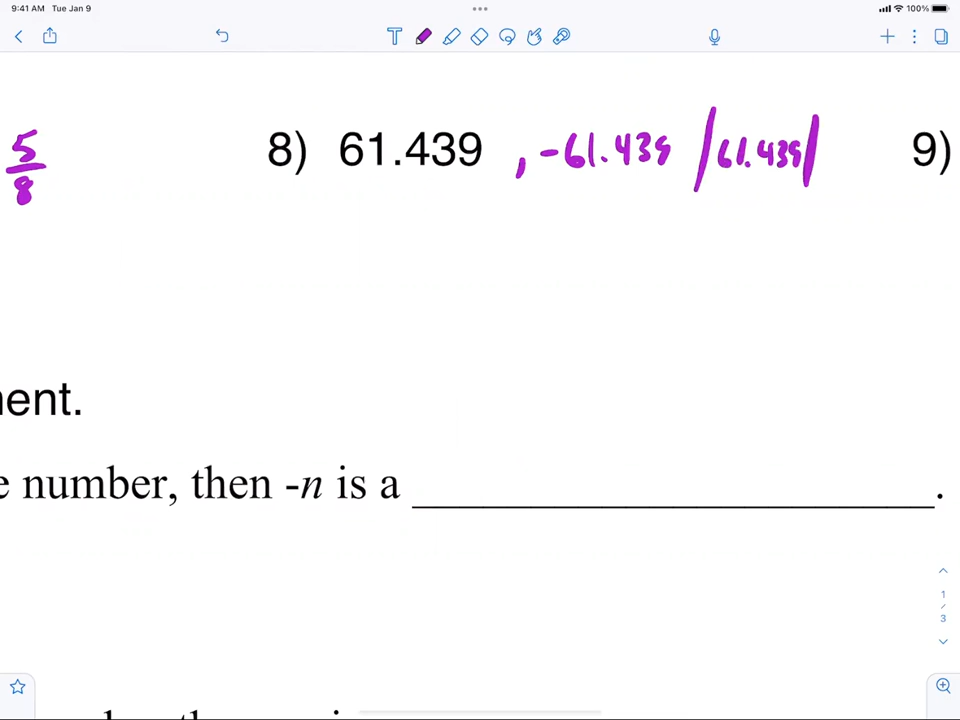 9:41 AM Tue Jan 9
100%
T
5/8
8) 61.439 , -61.439 |61.439|
9)
ent.
e number, then -n is a ____________________.
1
/
3